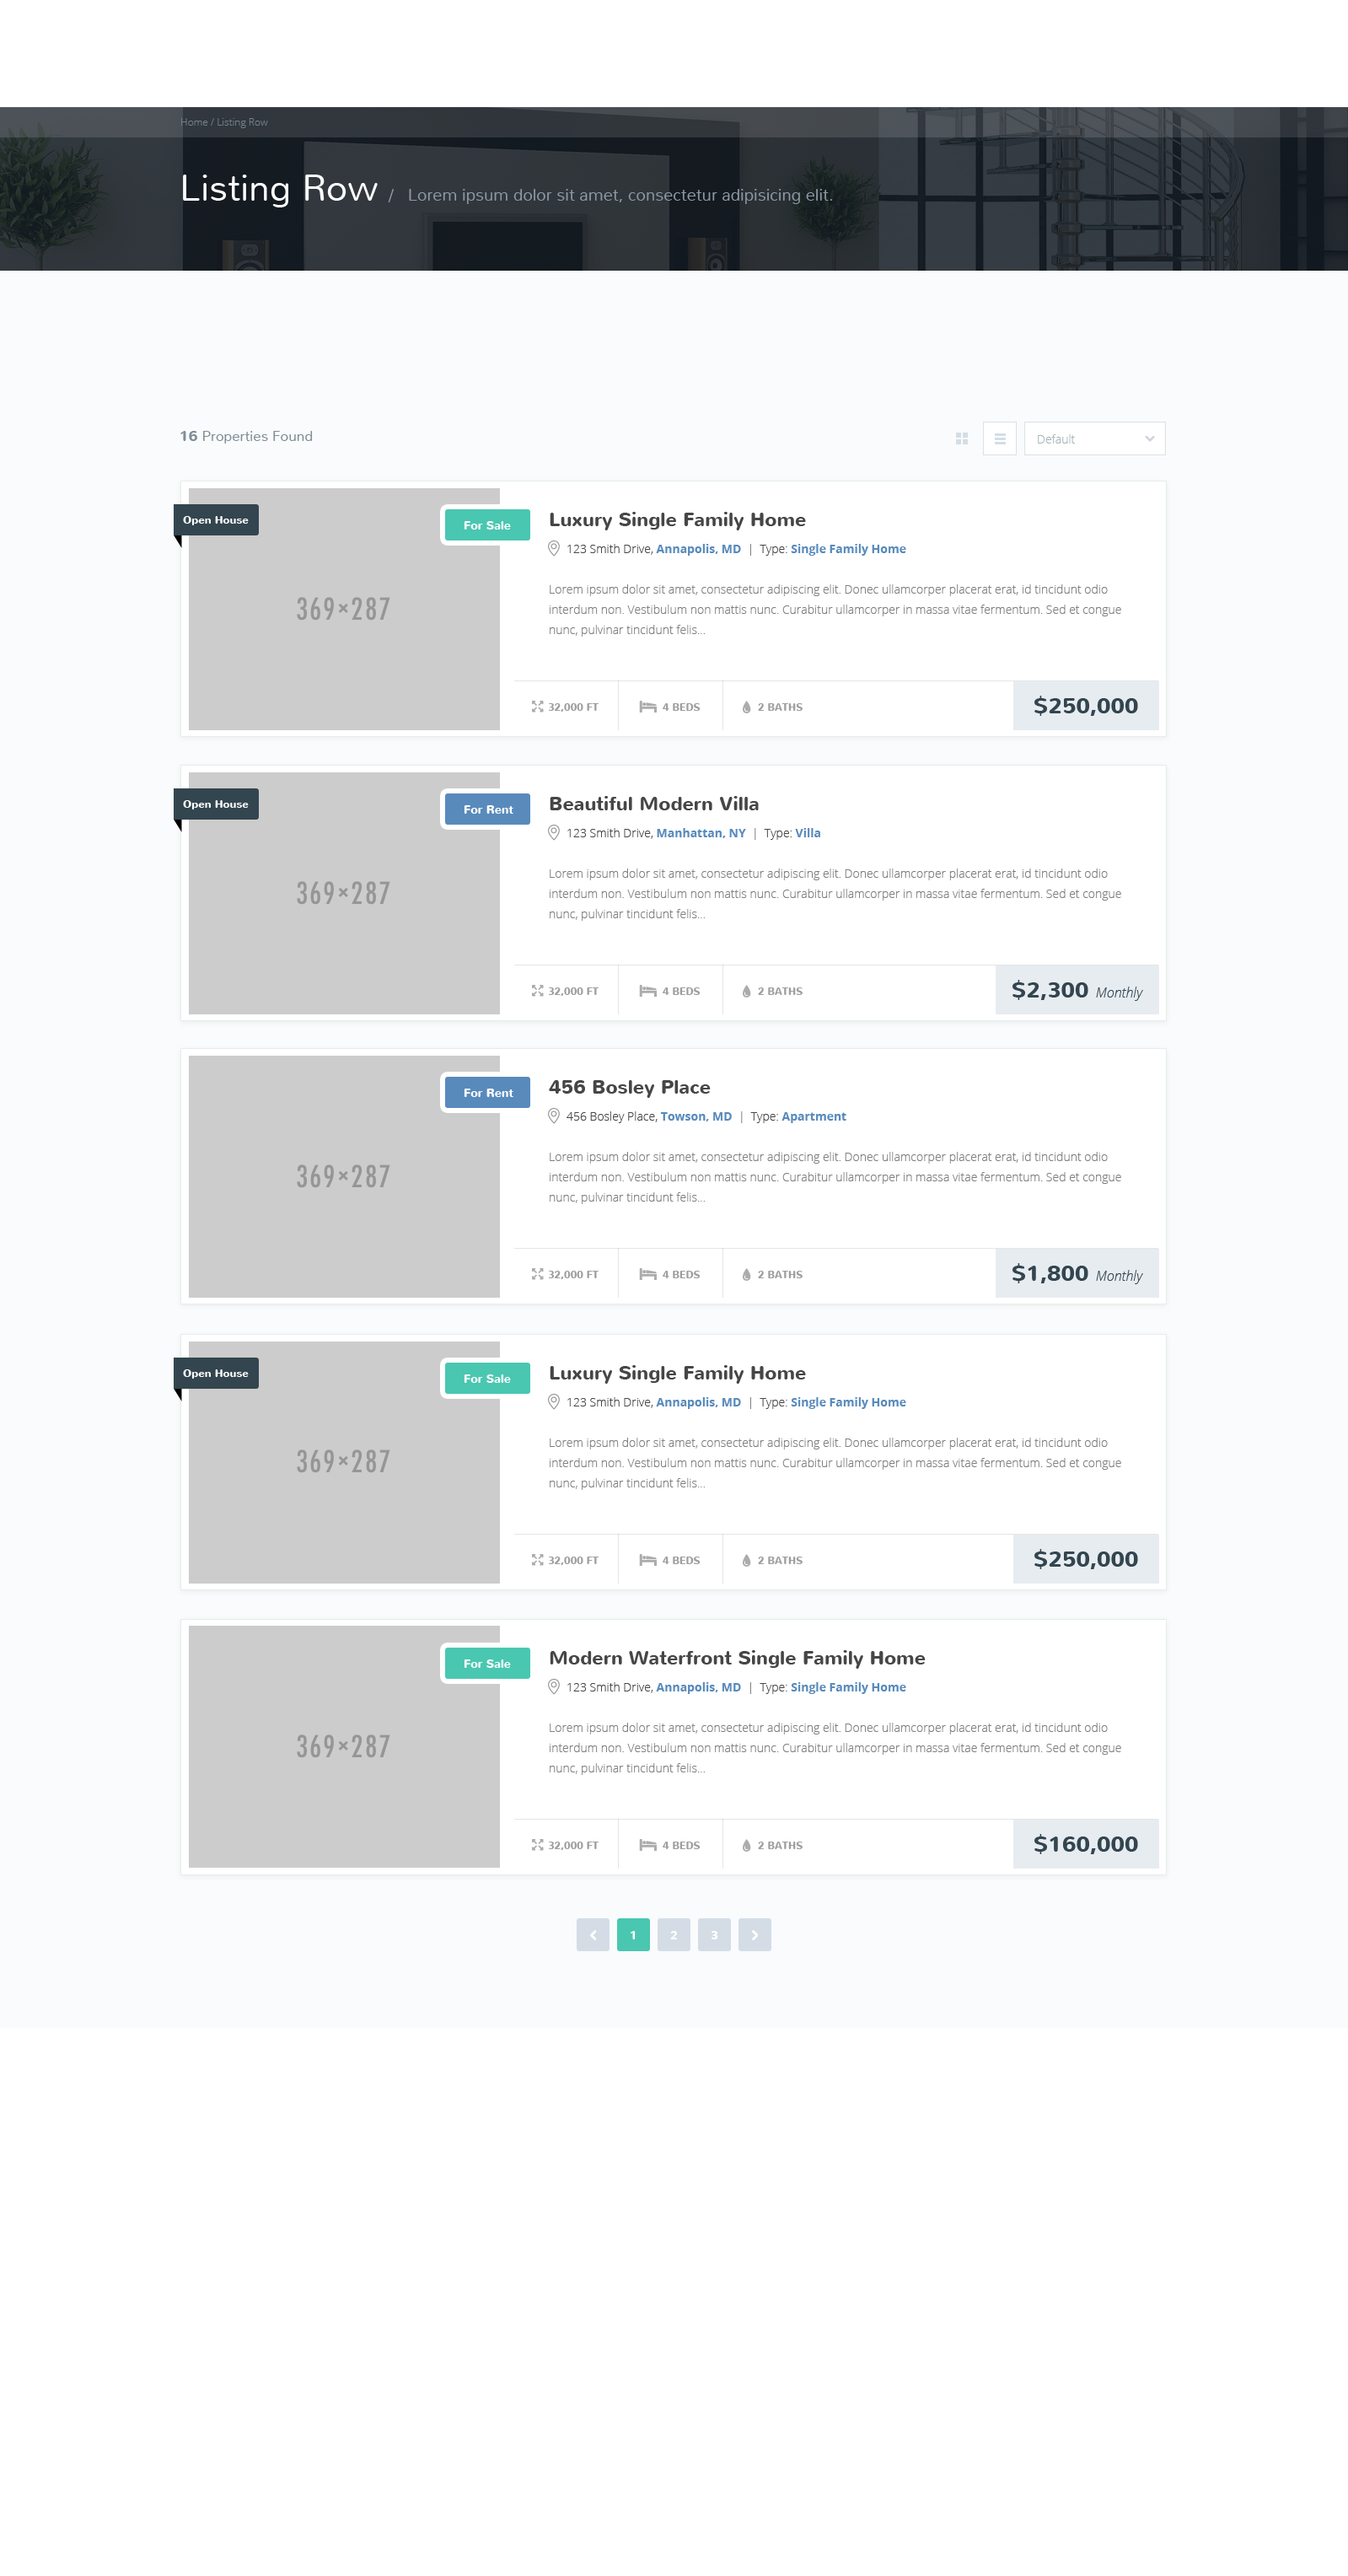 Home / Listing Row
Listing Row / Lorem ipsum dolor sit amet, consectetur adipisicing elit.
16 Properties Found
Default
Open House
For Sale
369×287
Luxury Single Family Home
123 Smith Drive, Annapolis, MD | Type: Single Family Home
Lorem ipsum dolor sit amet, consectetur adipiscing elit. Donec ullamcorper placerat erat, id tincidunt odio
interdum non. Vestibulum non mattis nunc. Curabitur ullamcorper in massa vitae fermentum. Sed et congue
nunc, pulvinar tincidunt felis...
32,000 FT
4 BEDS
2 BATHS
$250,000
Open House
For Rent
369×287
Beautiful Modern Villa
123 Smith Drive, Manhattan, NY | Type: Villa
Lorem ipsum dolor sit amet, consectetur adipiscing elit. Donec ullamcorper placerat erat, id tincidunt odio
interdum non. Vestibulum non mattis nunc. Curabitur ullamcorper in massa vitae fermentum. Sed et congue
nunc, pulvinar tincidunt felis...
32,000 FT
4 BEDS
2 BATHS
$2,300 Monthly
For Rent
369×287
456 Bosley Place
456 Bosley Place, Towson, MD | Type: Apartment
Lorem ipsum dolor sit amet, consectetur adipiscing elit. Donec ullamcorper placerat erat, id tincidunt odio
interdum non. Vestibulum non mattis nunc. Curabitur ullamcorper in massa vitae fermentum. Sed et congue
nunc, pulvinar tincidunt felis...
32,000 FT
4 BEDS
2 BATHS
$1,800 Monthly
Open House
For Sale
369×287
Luxury Single Family Home
123 Smith Drive, Annapolis, MD | Type: Single Family Home
Lorem ipsum dolor sit amet, consectetur adipiscing elit. Donec ullamcorper placerat erat, id tincidunt odio
interdum non. Vestibulum non mattis nunc. Curabitur ullamcorper in massa vitae fermentum. Sed et congue
nunc, pulvinar tincidunt felis...
32,000 FT
4 BEDS
2 BATHS
$250,000
For Sale
369×287
Modern Waterfront Single Family Home
123 Smith Drive, Annapolis, MD | Type: Single Family Home
Lorem ipsum dolor sit amet, consectetur adipiscing elit. Donec ullamcorper placerat erat, id tincidunt odio
interdum non. Vestibulum non mattis nunc. Curabitur ullamcorper in massa vitae fermentum. Sed et congue
nunc, pulvinar tincidunt felis...
32,000 FT
4 BEDS
2 BATHS
$160,000
1 2 3